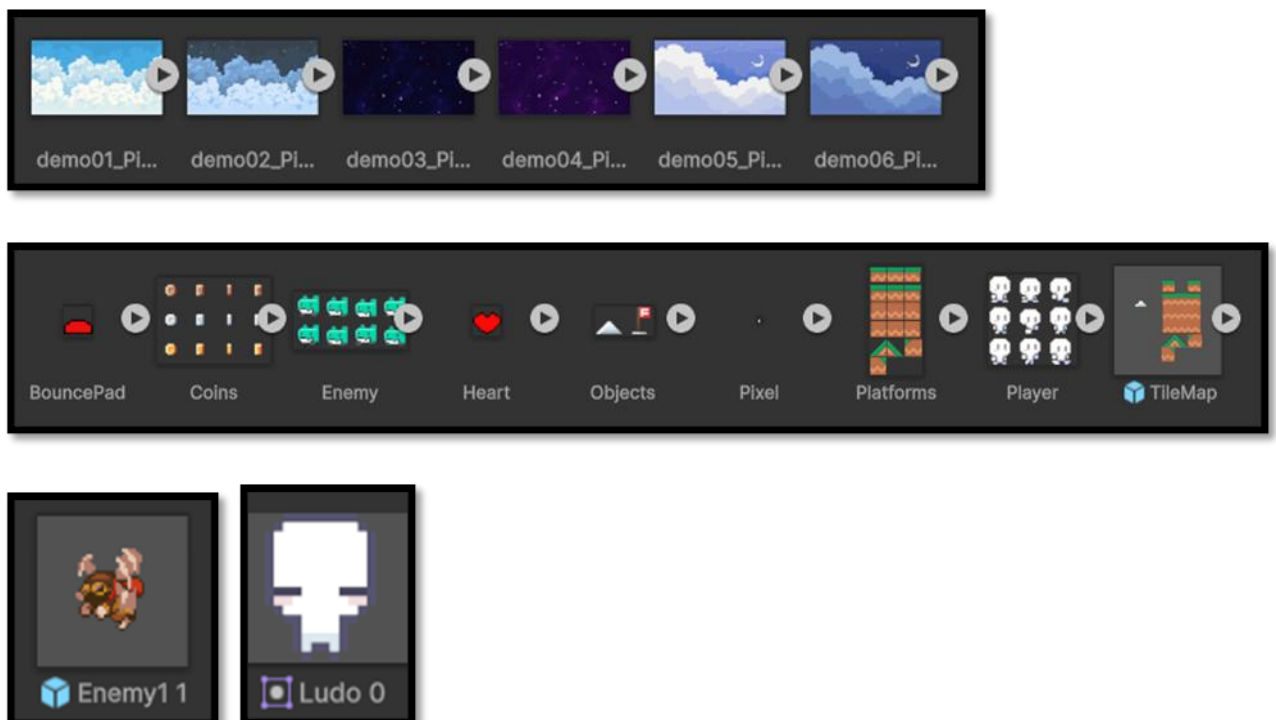 demo01_Pi... demo02_Pi... demo03_Pi... demo04_Pi... demo05_Pi... demo06_Pi...
BouncePad Coins Enemy Heart Objects Pixel Platforms Player TileMap
Enemy1 1 Ludo 0